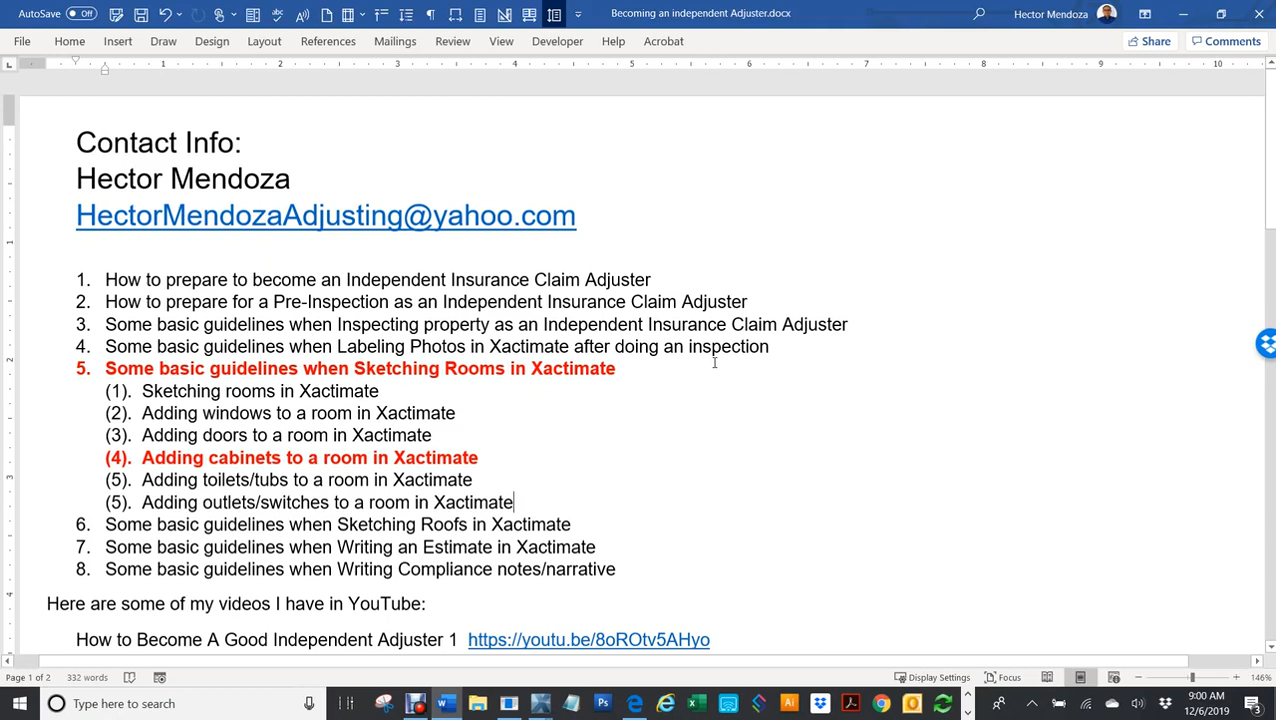 AutoSave Off
Becoming an independent Adjuster.docx
Hector Mendoza
File Home Insert Draw Design Layout References Mailings Review View Developer Help Acrobat Share Comments
1 2 3 4 5 6 7 8 9 10
Contact Info:
Hector Mendoza
HectorMendozaAdjusting@yahoo.com
1. How to prepare to become an Independent Insurance Claim Adjuster
2. How to prepare for a Pre-Inspection as an Independent Insurance Claim Adjuster
3. Some basic guidelines when Inspecting property as an Independent Insurance Claim Adjuster
4. Some basic guidelines when Labeling Photos in Xactimate after doing an inspection
5. Some basic guidelines when Sketching Rooms in Xactimate
(1). Sketching rooms in Xactimate
(2). Adding windows to a room in Xactimate
(3). Adding doors to a room in Xactimate
(4). Adding cabinets to a room in Xactimate
(5). Adding toilets/tubs to a room in Xactimate
(5). Adding outlets/switches to a room in Xactimate
6. Some basic guidelines when Sketching Roofs in Xactimate
7. Some basic guidelines when Writing an Estimate in Xactimate
8. Some basic guidelines when Writing Compliance notes/narrative
Here are some of my videos I have in YouTube:
How to Become A Good Independent Adjuster 1 https://youtu.be/8oROtv5AHyo
Page 1 of 2 332 words Display Settings Focus 146%
Type here to search
9:00 AM
12/6/2019